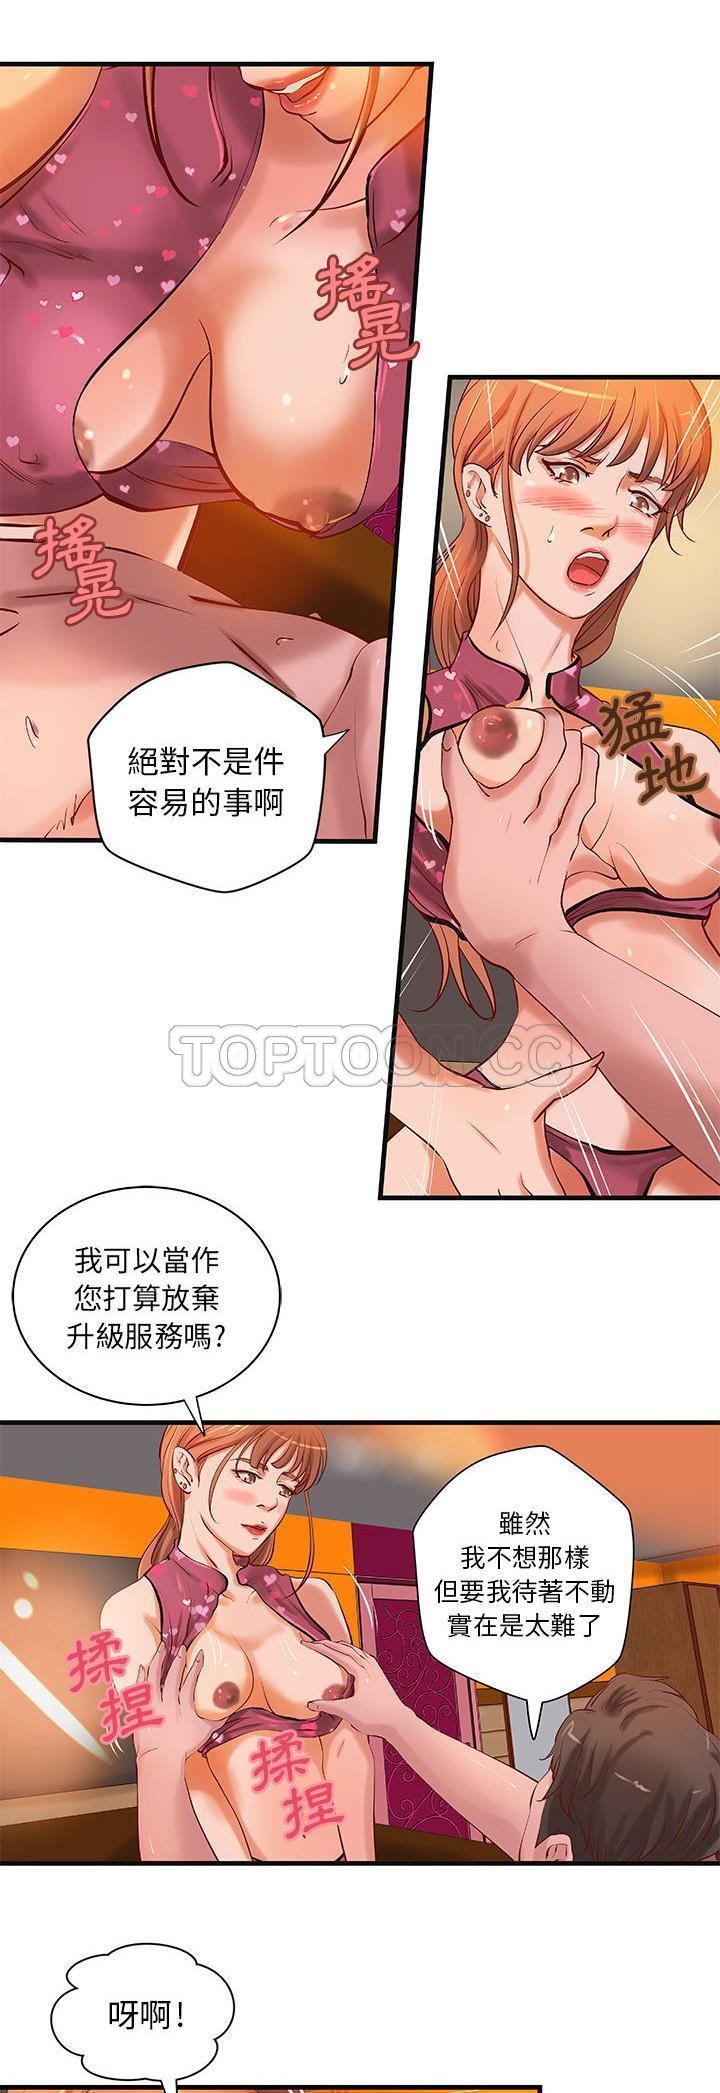 搖晃
搖晃
絕對不是件
容易的事啊
猛地
TOPTOON.CC
我可以當作
您打算放棄
升級服務嗎?
雖然
我不想那樣
但要我待著不動
實在是太難了
揉捏
揉捏
呀啊!